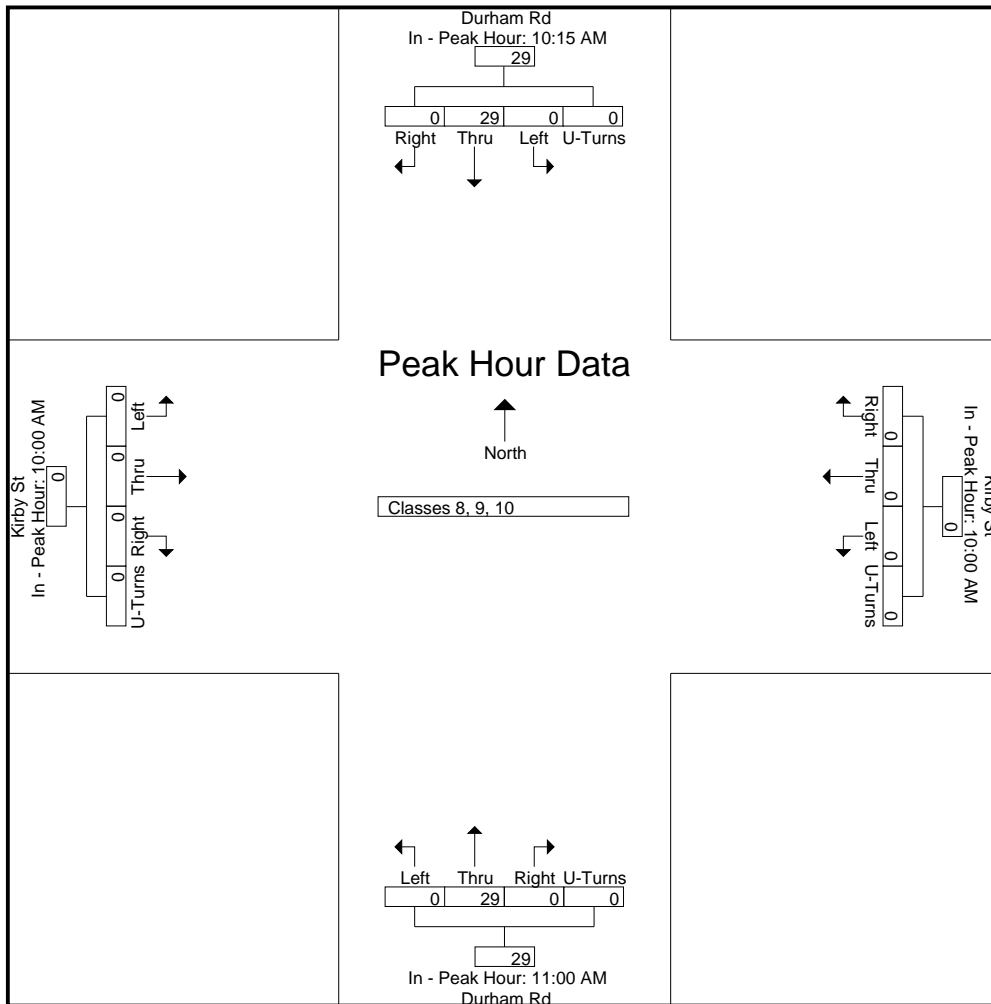 Durham Rd
In - Peak Hour: 10:15 AM
29
0 29 0 0
Right Thru Left U-Turns
Peak Hour Data
North
Classes 8, 9, 10
Kirby St
In - Peak Hour: 10:00 AM
0
0 0 0 0
Left Thru Right U-Turns
Kirby St
In - Peak Hour: 10:00 AM
0
0 0 0 0
Right Thru Left U-Turns
Left Thru Right U-Turns
0 29 0 0
29
In - Peak Hour: 11:00 AM
Durham Rd